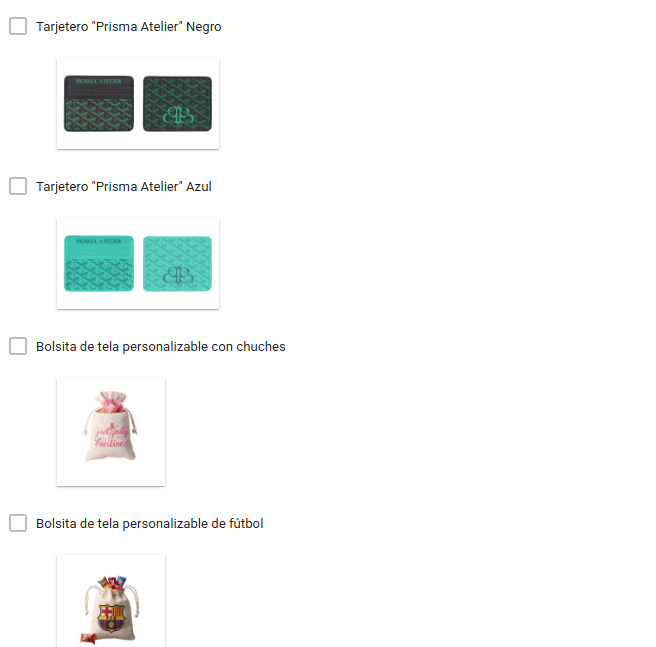 Tarjetero "Prisma Atelier" Negro
PRISMA ATELIER
Tarjetero "Prisma Atelier" Azul
PRISMA ATELIER
Bolsita de tela personalizable con chuches
Bolsita de tela personalizable de fútbol